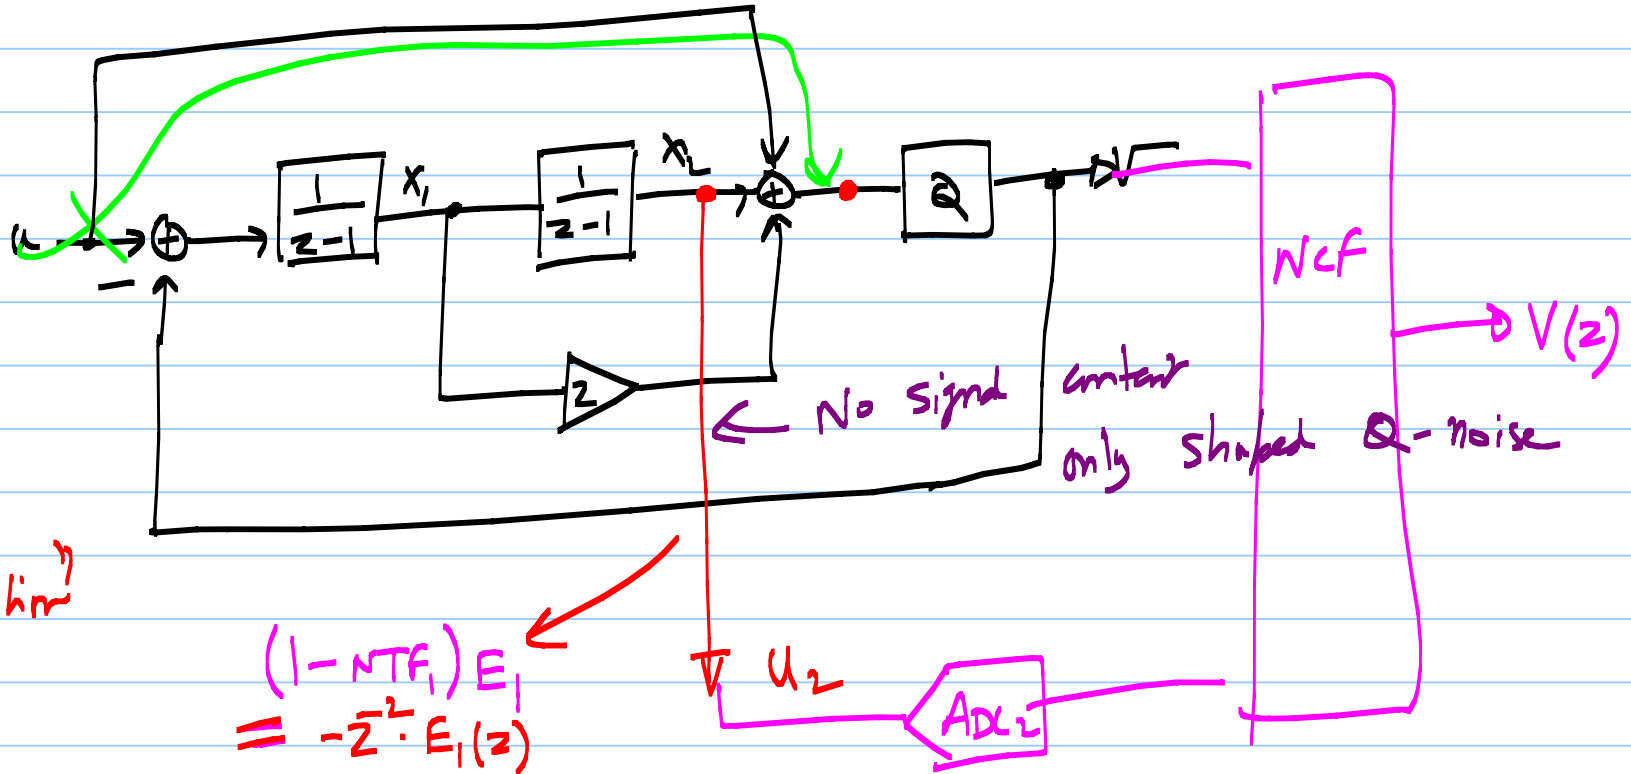 u
−
1
z-1
x₁
1
z-1
x₂
+
+
Q
V
2
NCF
V(z)
← No signal content
only shaped Q-noise
(1-NTF₁)E₁
= -z⁻²·E₁(z)
U₂
ADC2